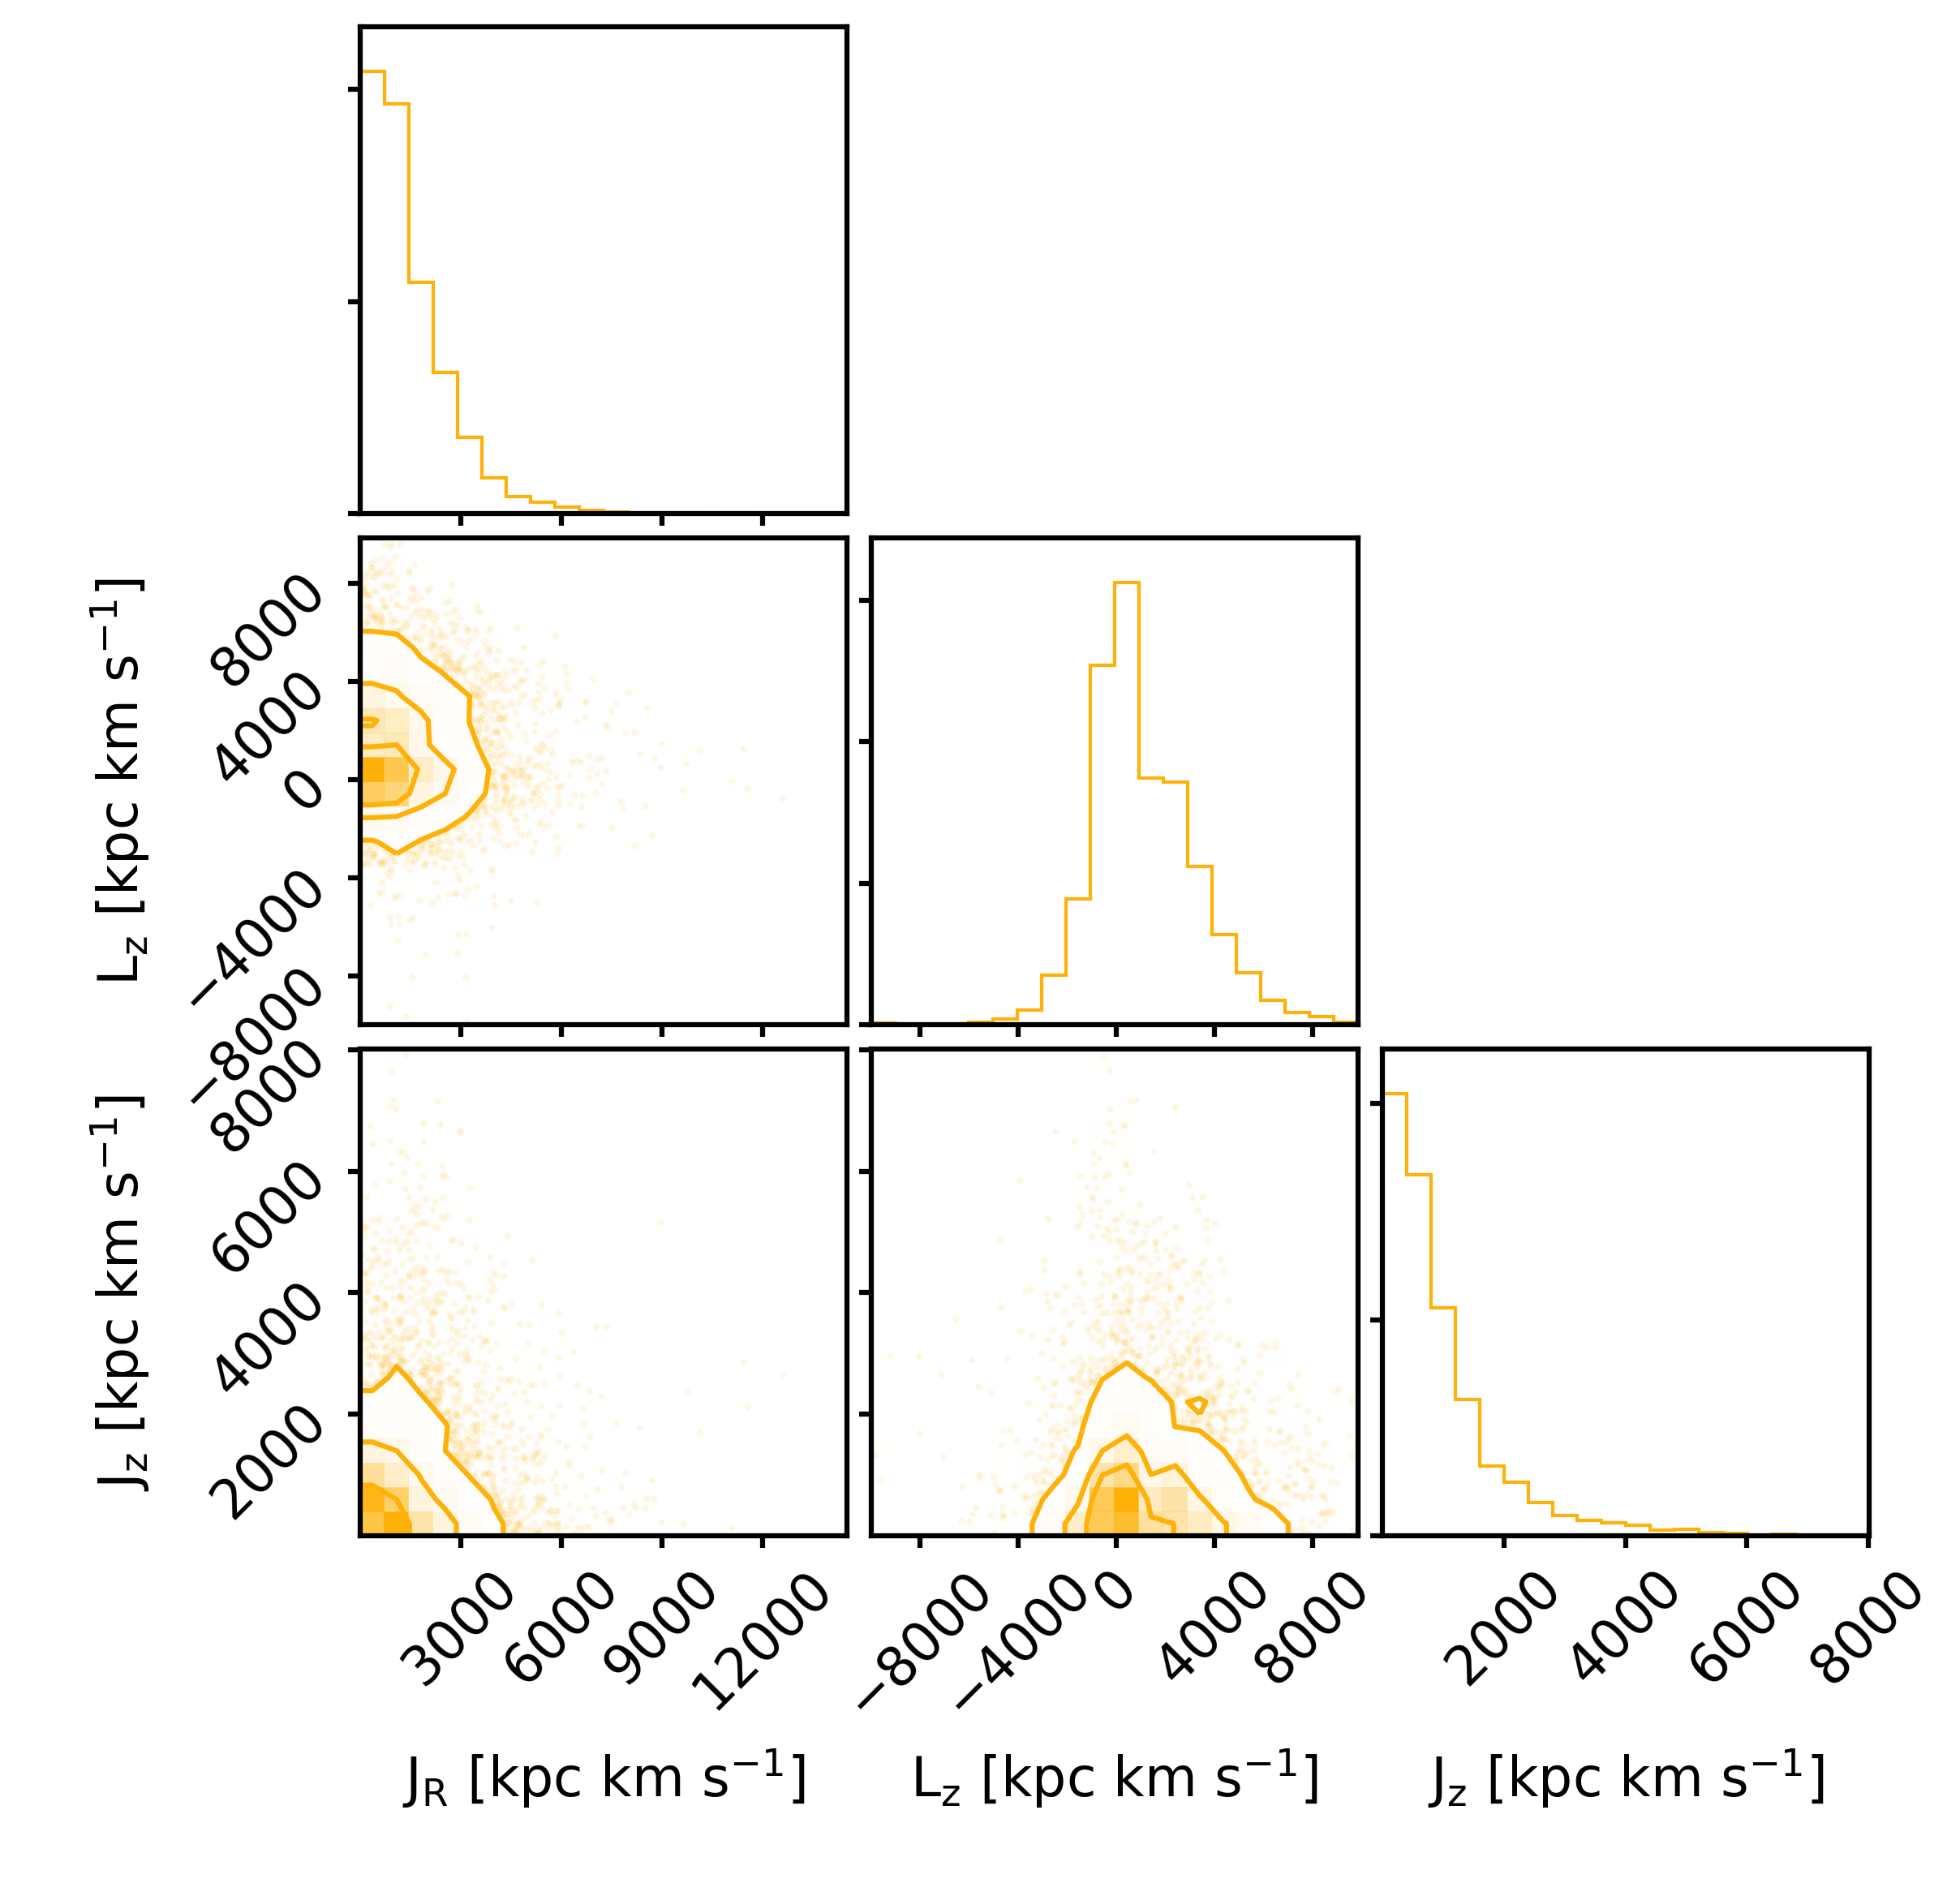 L_z [kpc km s⁻¹]
8000
4000
0
−4000
−8000
J_z [kpc km s⁻¹]
8000
6000
4000
2000
3000 6000 9000 12000
−8000 −4000 0 4000 8000
2000 4000 6000 8000
J_R [kpc km s⁻¹]
L_z [kpc km s⁻¹]
J_z [kpc km s⁻¹]